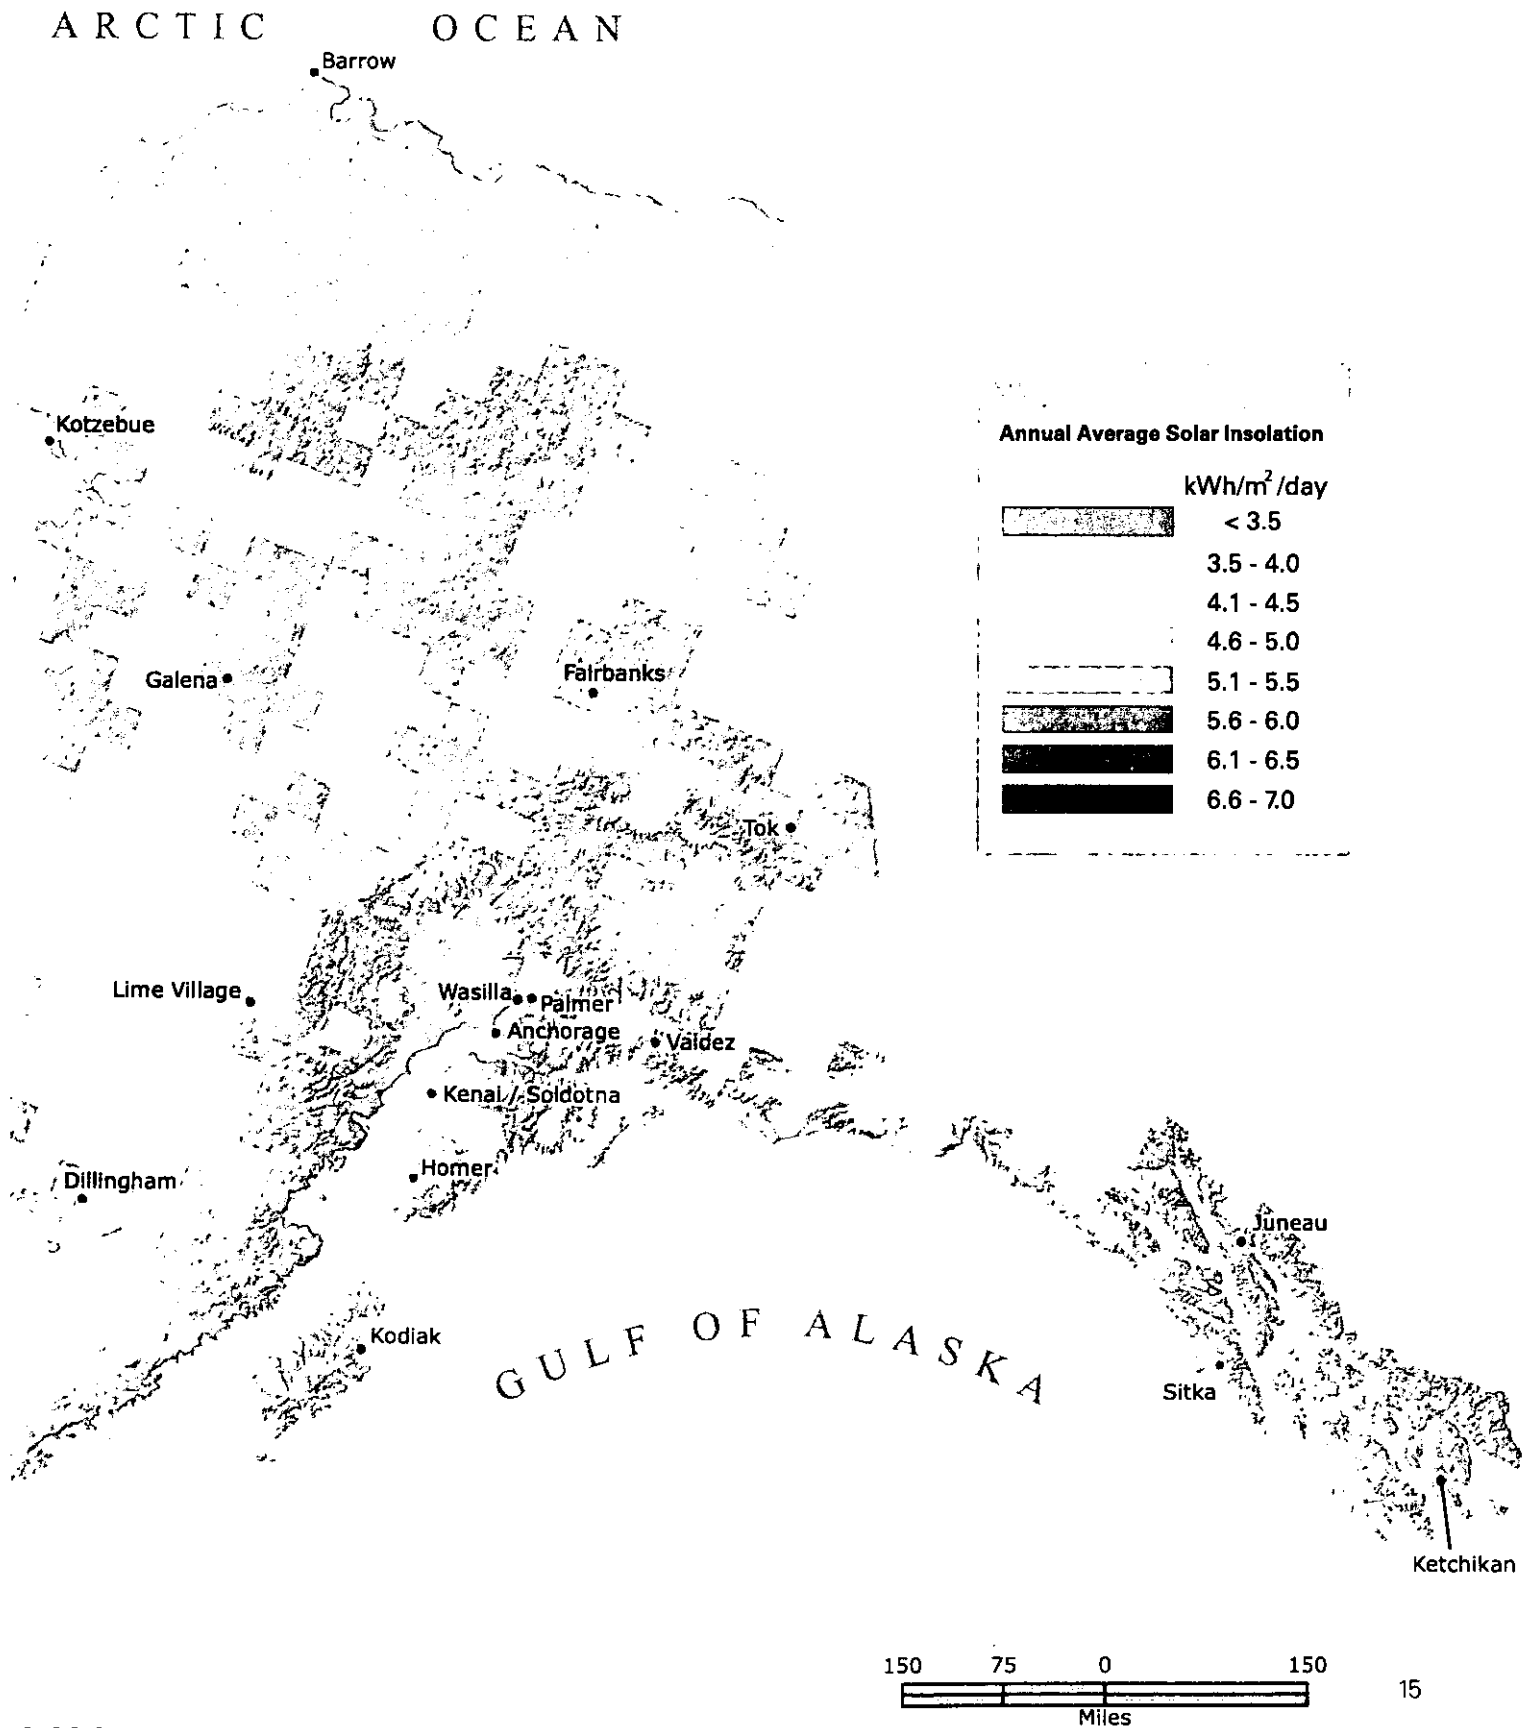 ARCTIC OCEAN
Barrow
Kotzebue
Annual Average Solar Insolation
kWh/m²/day
< 3.5
3.5 - 4.0
4.1 - 4.5
4.6 - 5.0
5.1 - 5.5
5.6 - 6.0
6.1 - 6.5
6.6 - 7.0
Galena
Fairbanks
Tok
Lime Village
Wasilla
Palmer
Anchorage
Valdez
Kenai / Soldotna
Homer
Dillingham
Juneau
Kodiak
GULF OF ALASKA
Sitka
Ketchikan
150 75 0 150
Miles
15